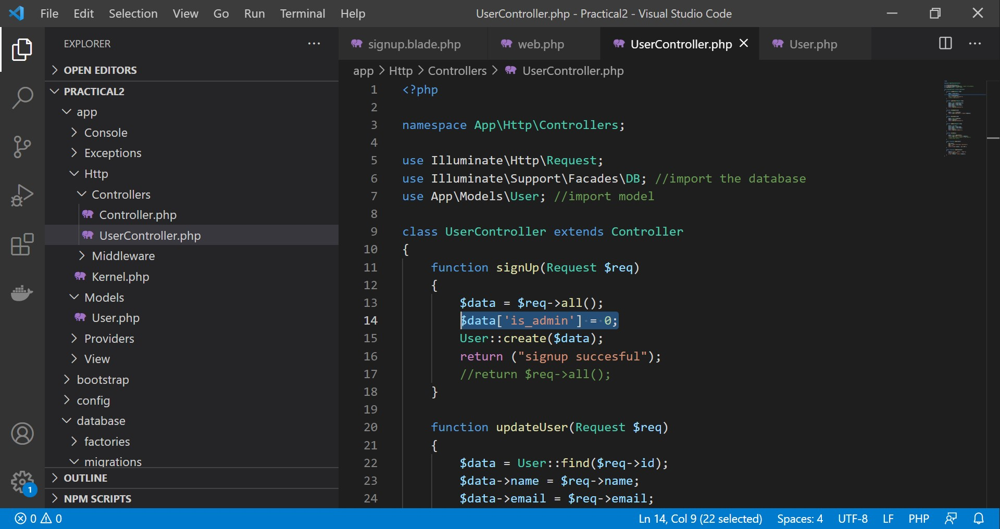 File Edit Selection View Go Run Terminal Help
UserController.php - Practical2 - Visual Studio Code
EXPLORER
OPEN EDITORS
PRACTICAL2
app
Console
Exceptions
Http
Controllers
Controller.php
UserController.php
Middleware
Kernel.php
Models
User.php
Providers
View
bootstrap
config
database
factories
migrations
OUTLINE
NPM SCRIPTS
1
signup.blade.php web.php UserController.php User.php
app > Http > Controllers > UserController.php
1 <?php
2
3 namespace App\Http\Controllers;
4
5 use Illuminate\Http\Request;
6 use Illuminate\Support\Facades\DB; //import the database
7 use App\Models\User; //import model
8
9 class UserController extends Controller
10 {
11 function signUp(Request $req)
12 {
13 $data = $req->all();
14 $data['is_admin'] = 0;
15 User::create($data);
16 return ("signup succesful");
17 //return $req->all();
18 }
19
20 function updateUser(Request $req)
21 {
22 $data = User::find($req->id);
23 $data->name = $req->name;
24 $data->email = $req->email;
0 0
Ln 14, Col 9 (22 selected) Spaces: 4 UTF-8 LF PHP